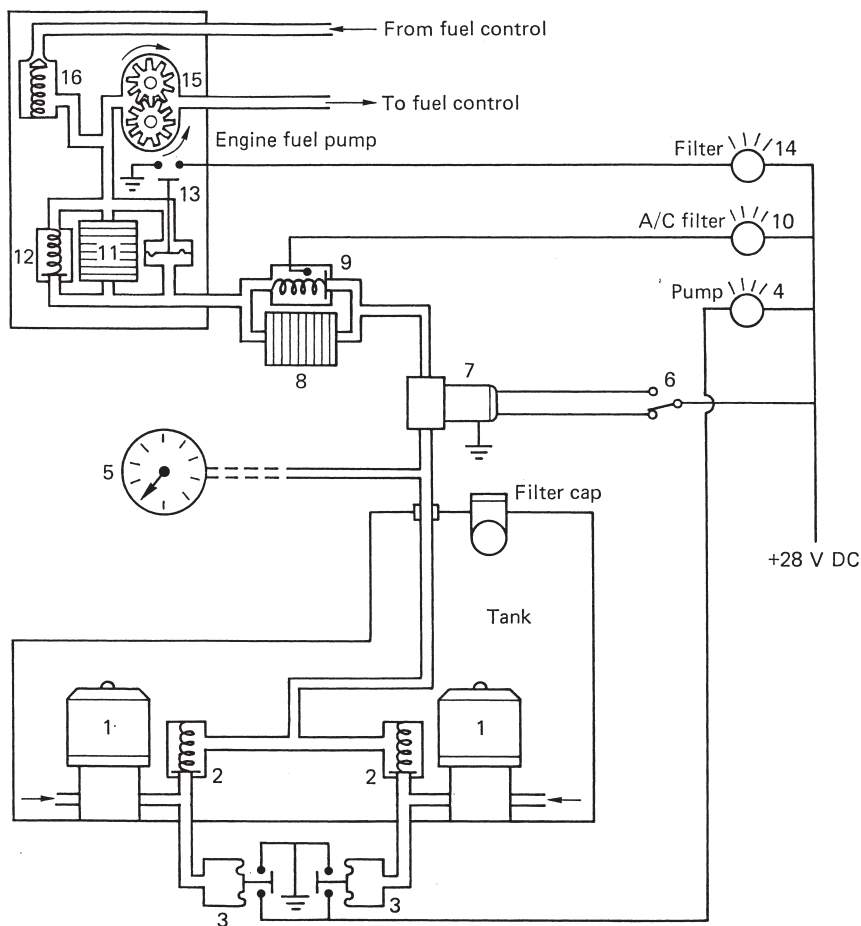 From fuel control
16
15
To fuel control
Engine fuel pump
Filter 14
13
A/C filter 10
12
11
9
Pump 4
8
7
6
5
Filter cap
+28 V DC
Tank
1
1
2
2
3
3